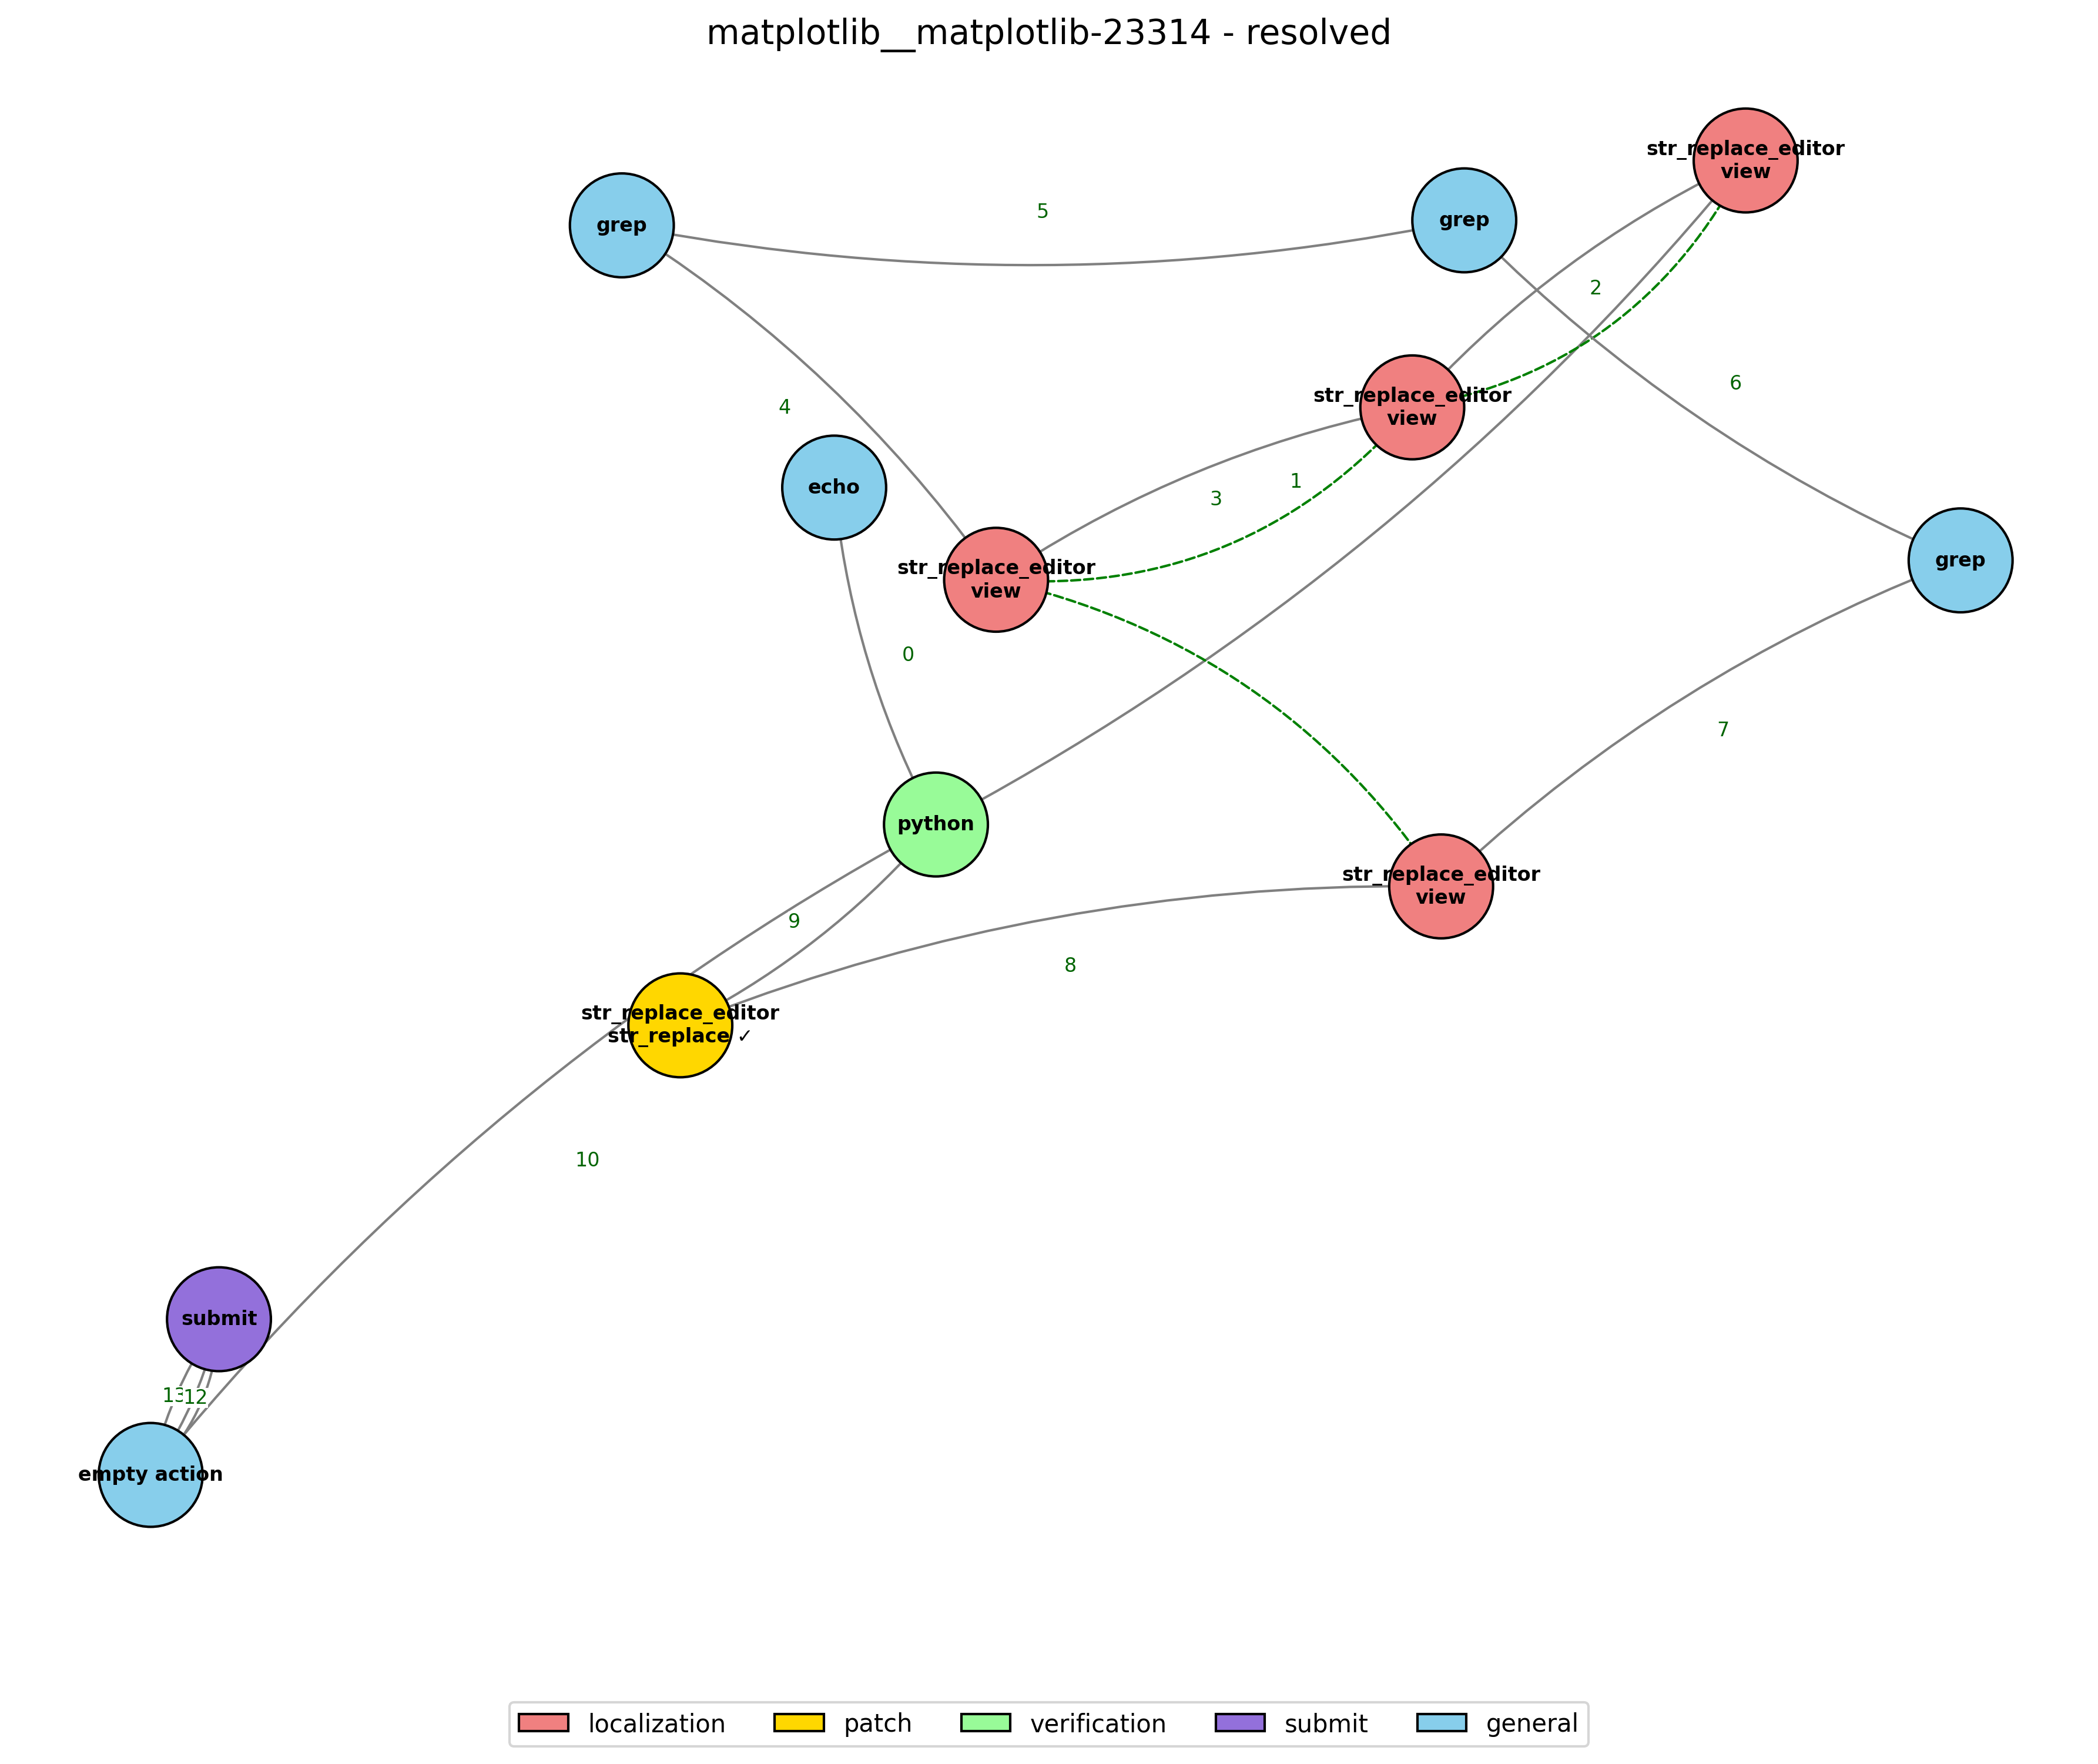 matplotlib__matplotlib-23314 - resolved
str_replace_editor
view
grep
5
grep
2
6
4
str_replace_editor
view
echo
3
1
str_replace_editor
view
grep
0
7
python
str_replace_editor
view
9
8
str_replace_editor
str_replace ✓
10
submit
13
12
empty action
localization
patch
verification
submit
general